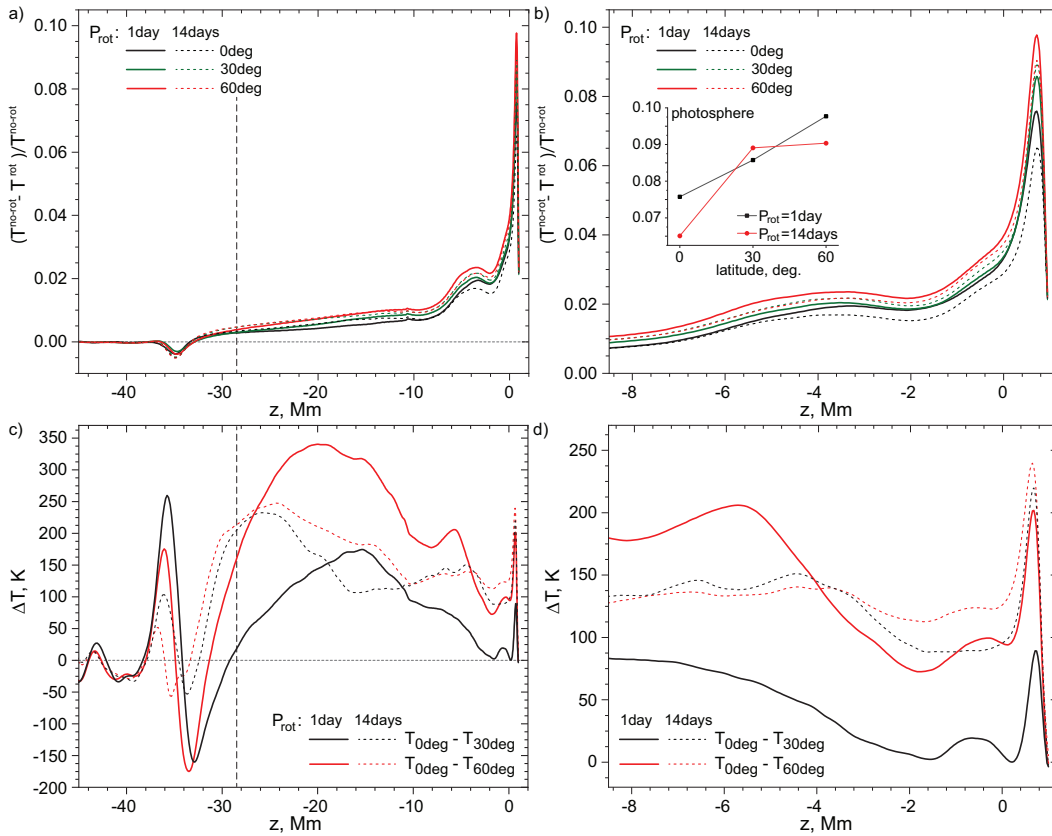 a)
P_rot: 1day 14days
0deg
30deg
60deg
(T^no-rot - T^rot)/T^no-rot
0.10
0.08
0.06
0.04
0.02
0.00
-40 -30 -20 -10 0
z, Mm
b)
P_rot: 1day 14days
0deg
30deg
60deg
(T^no-rot - T^rot)/T^no-rot
0.10
0.08
0.06
0.04
0.02
0.00
photosphere
0.10
0.09
0.08
0.07
P_rot=1day
P_rot=14days
0 30 60
latitude, deg.
-8 -6 -4 -2 0
z, Mm
c)
ΔT, K
350
300
250
200
150
100
50
0
-50
-100
-150
-200
P_rot: 1day 14days
T_0deg - T_30deg
T_0deg - T_60deg
-40 -30 -20 -10 0
z, Mm
d)
ΔT, K
250
200
150
100
50
0
1day 14days
T_0deg - T_30deg
T_0deg - T_60deg
-8 -6 -4 -2 0
z, Mm